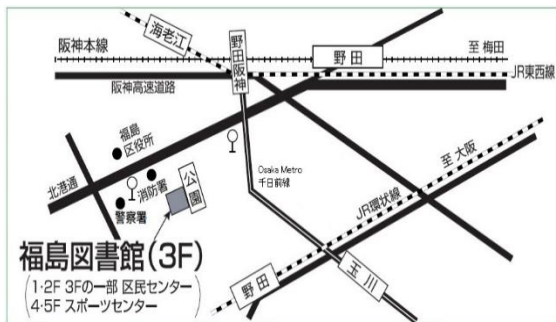 海老江
阪神本線
野田阪神
野田
至 梅田
阪神高速道路
JR東西線
福島
区役所
北港通
消防署
公園
警察署
Osaka Metro
千日前線
至 大阪
JR環状線
福島図書館(3F)
(1・2F 3Fの一部 区民センター
4・5F スポーツセンター)
野田
玉川